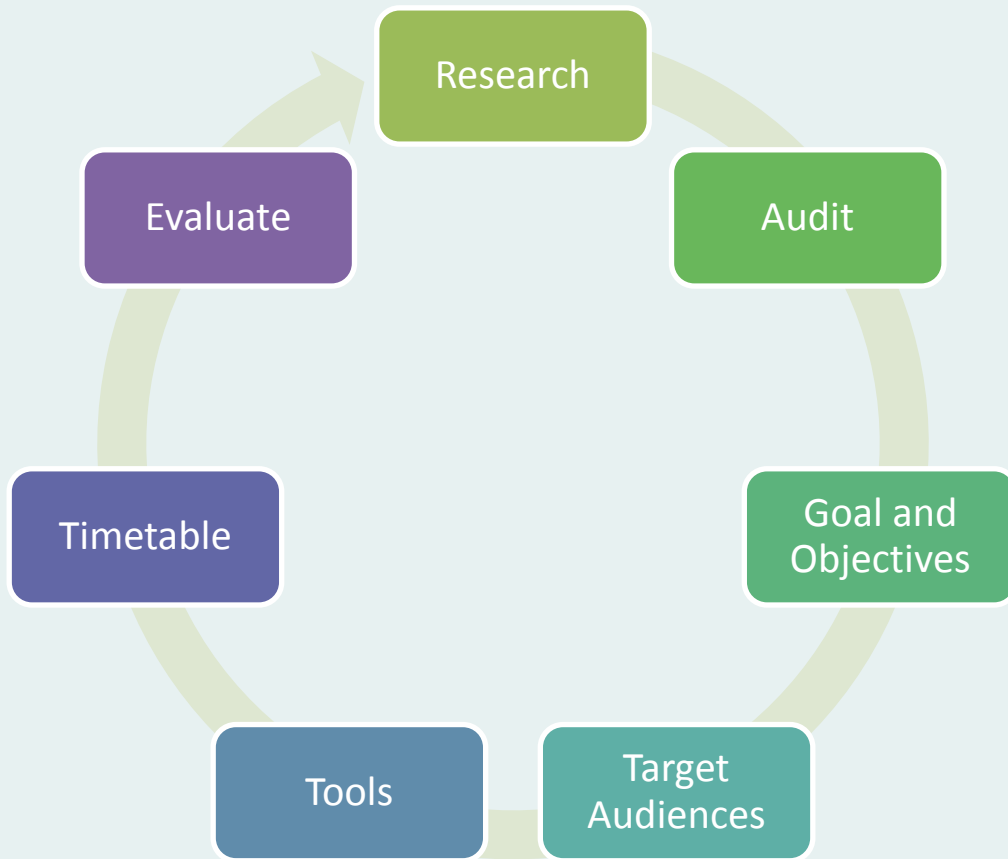 Research
Audit
Goal and
Objectives
Target
Audiences
Tools
Timetable
Evaluate